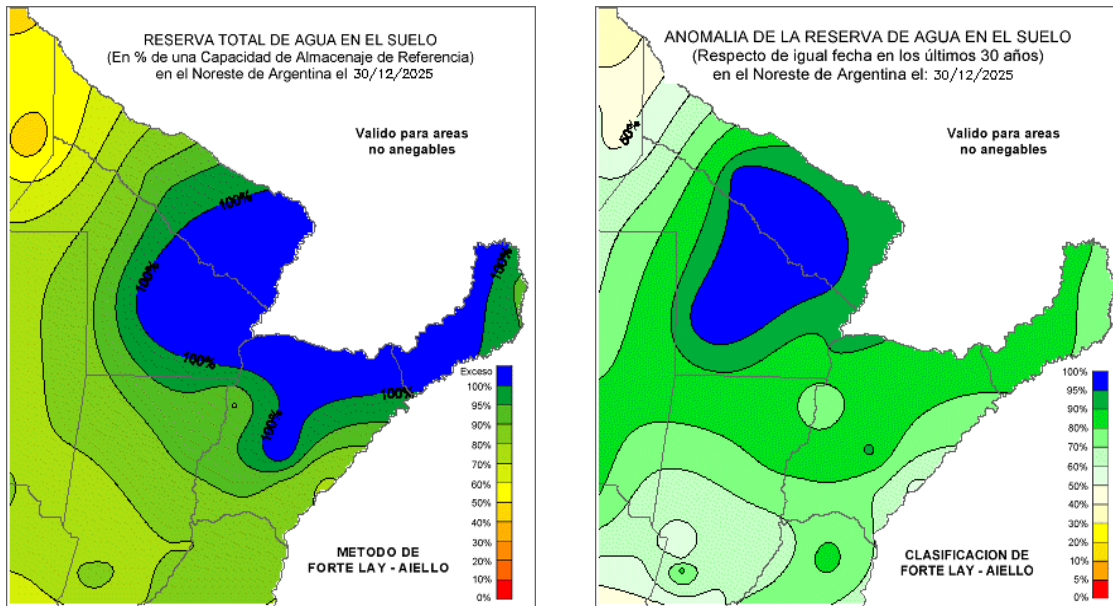 RESERVA TOTAL DE AGUA EN EL SUELO
(En % de una Capacidad de Almacenaje de Referencia)
en el Noreste de Argentina el 30/12/2025
Valido para areas
no anegables
100%
100%
100%
100%
100%
100%
Exceso
100%
95%
90%
80%
70%
60%
50%
40%
30%
20%
10%
0%
METODO DE
FORTE LAY - AIELLO
ANOMALIA DE LA RESERVA DE AGUA EN EL SUELO
(Respecto de igual fecha en los últimos 30 años)
en el Noreste de Argentina el: 30/12/2025
Valido para areas
no anegables
50%
100%
95%
90%
80%
70%
60%
50%
30%
20%
10%
5%
0%
CLASIFICACION DE
FORTE LAY - AIELLO